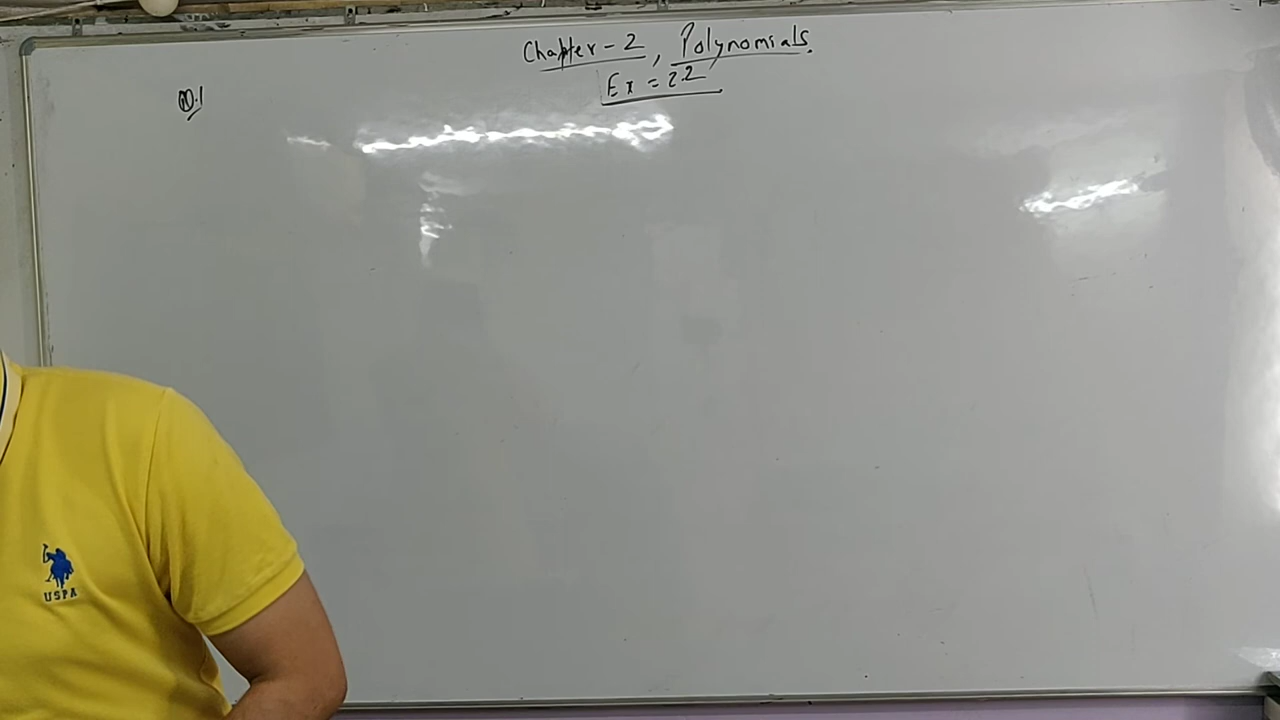 Chapter-2, Polynomials.
Ex = 2.2
Q.1
USPA